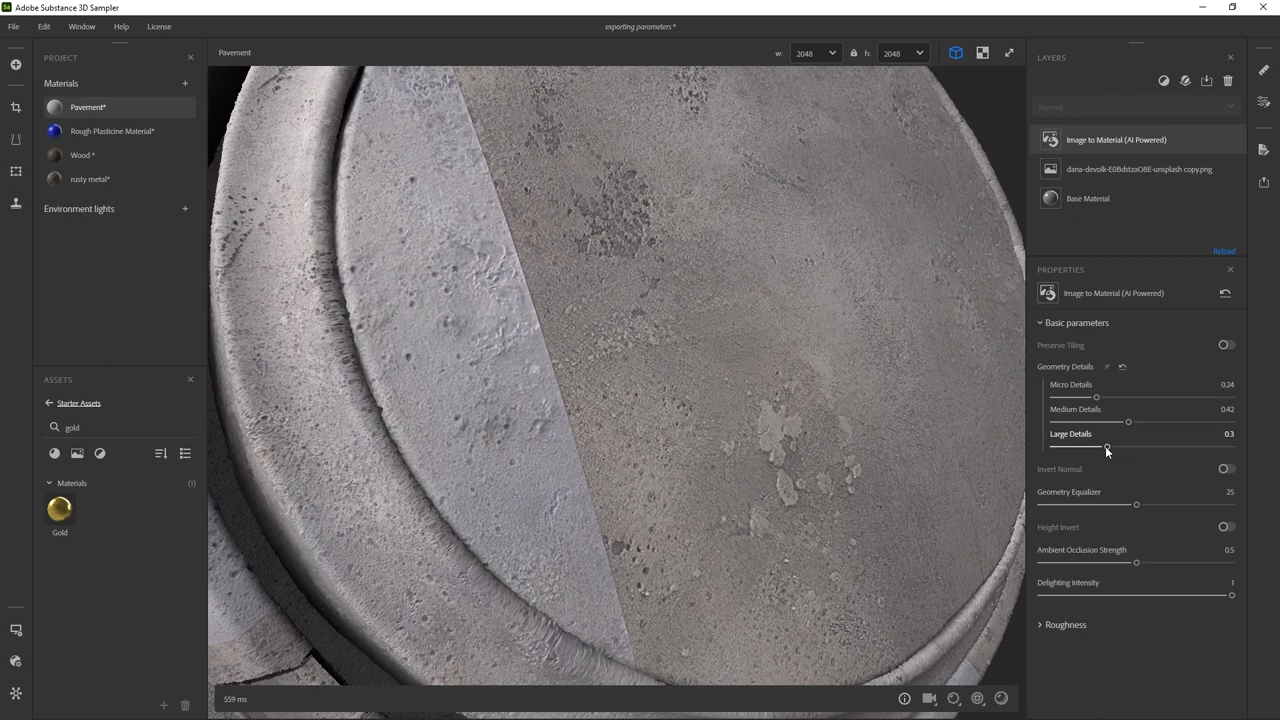 Adobe Substance 3D Sampler
File Edit Window Help License
exporting parameters *
PROJECT
Materials
Pavement*
Rough Plasticine Material*
Wood *
rusty metal*
Environment lights
ASSETS
Starter Assets
gold
Materials (1)
Gold
Pavement
w: 2048 h: 2048
559 ms
LAYERS
Normal
Image to Material (AI Powered)
dana-devolk-E0BdstzaO8E-unsplash copy.png
Base Material
Reload
PROPERTIES
Image to Material (AI Powered)
Basic parameters
Preserve Tiling
Geometry Details
Micro Details 0.24
Medium Details 0.42
Large Details 0.3
Invert Normal
Geometry Equalizer 25
Height Invert
Ambient Occlusion Strength 0.5
Delighting Intensity 1
Roughness